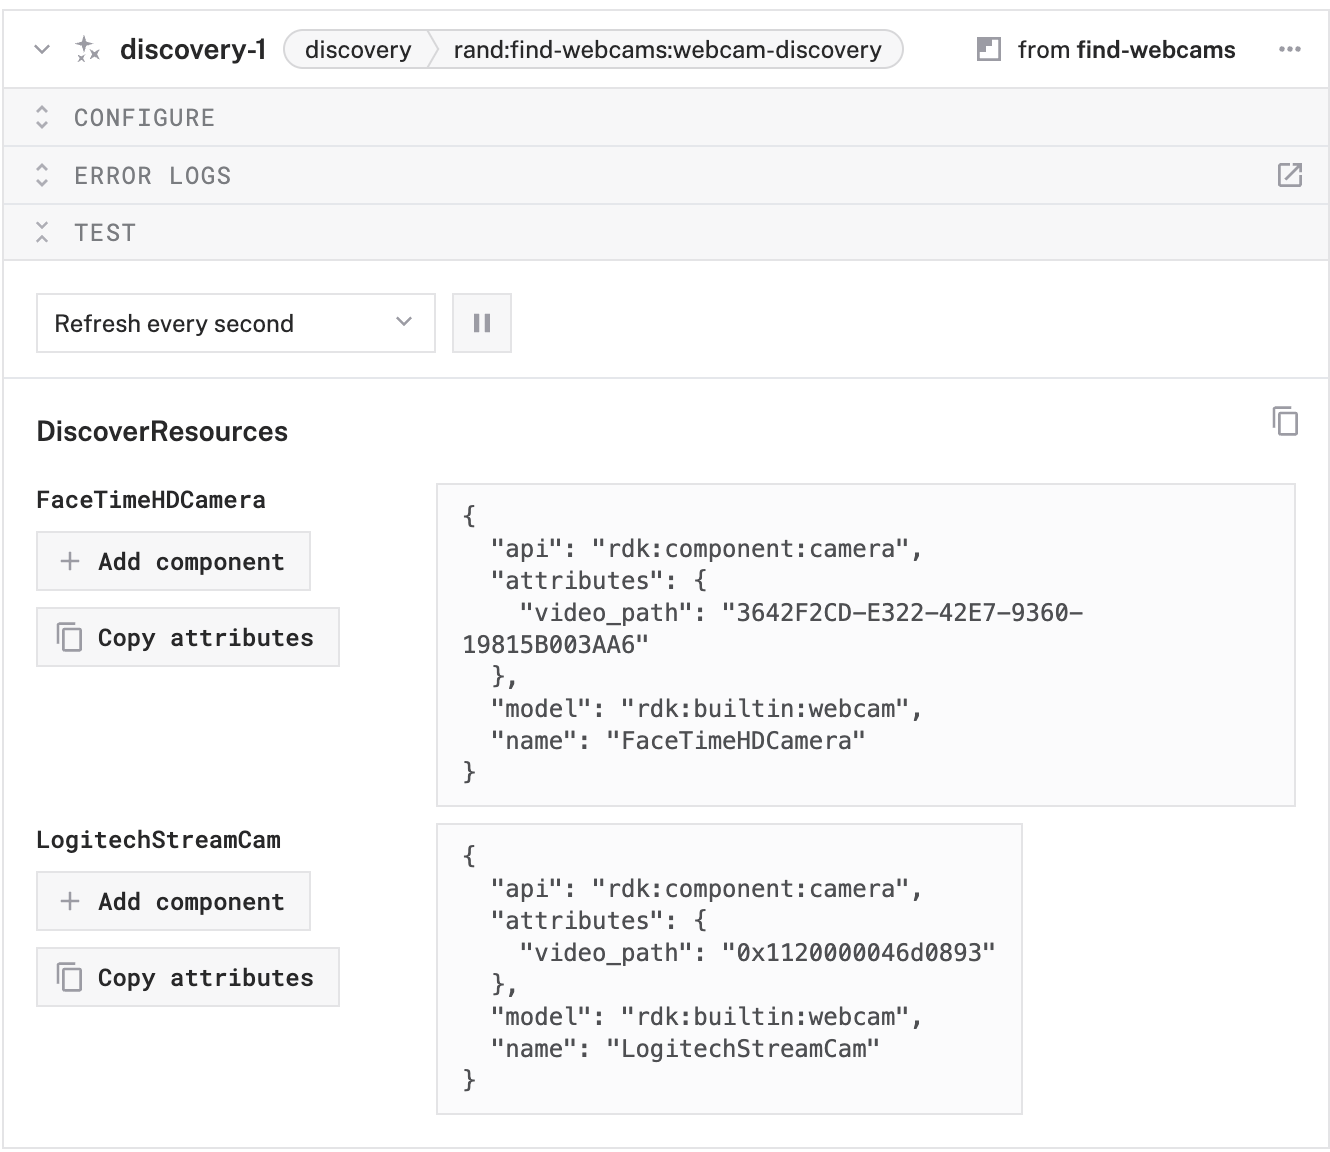 discovery-1 discovery rand:find-webcams:webcam-discovery from find-webcams
CONFIGURE
ERROR LOGS
TEST
Refresh every second
DiscoverResources
FaceTimeHDCamera
Add component
Copy attributes
{
  "api": "rdk:component:camera",
  "attributes": {
    "video_path": "3642F2CD-E322-42E7-9360-
19815B003AA6"
  },
  "model": "rdk:builtin:webcam",
  "name": "FaceTimeHDCamera"
}
LogitechStreamCam
Add component
Copy attributes
{
  "api": "rdk:component:camera",
  "attributes": {
    "video_path": "0x1120000046d0893"
  },
  "model": "rdk:builtin:webcam",
  "name": "LogitechStreamCam"
}